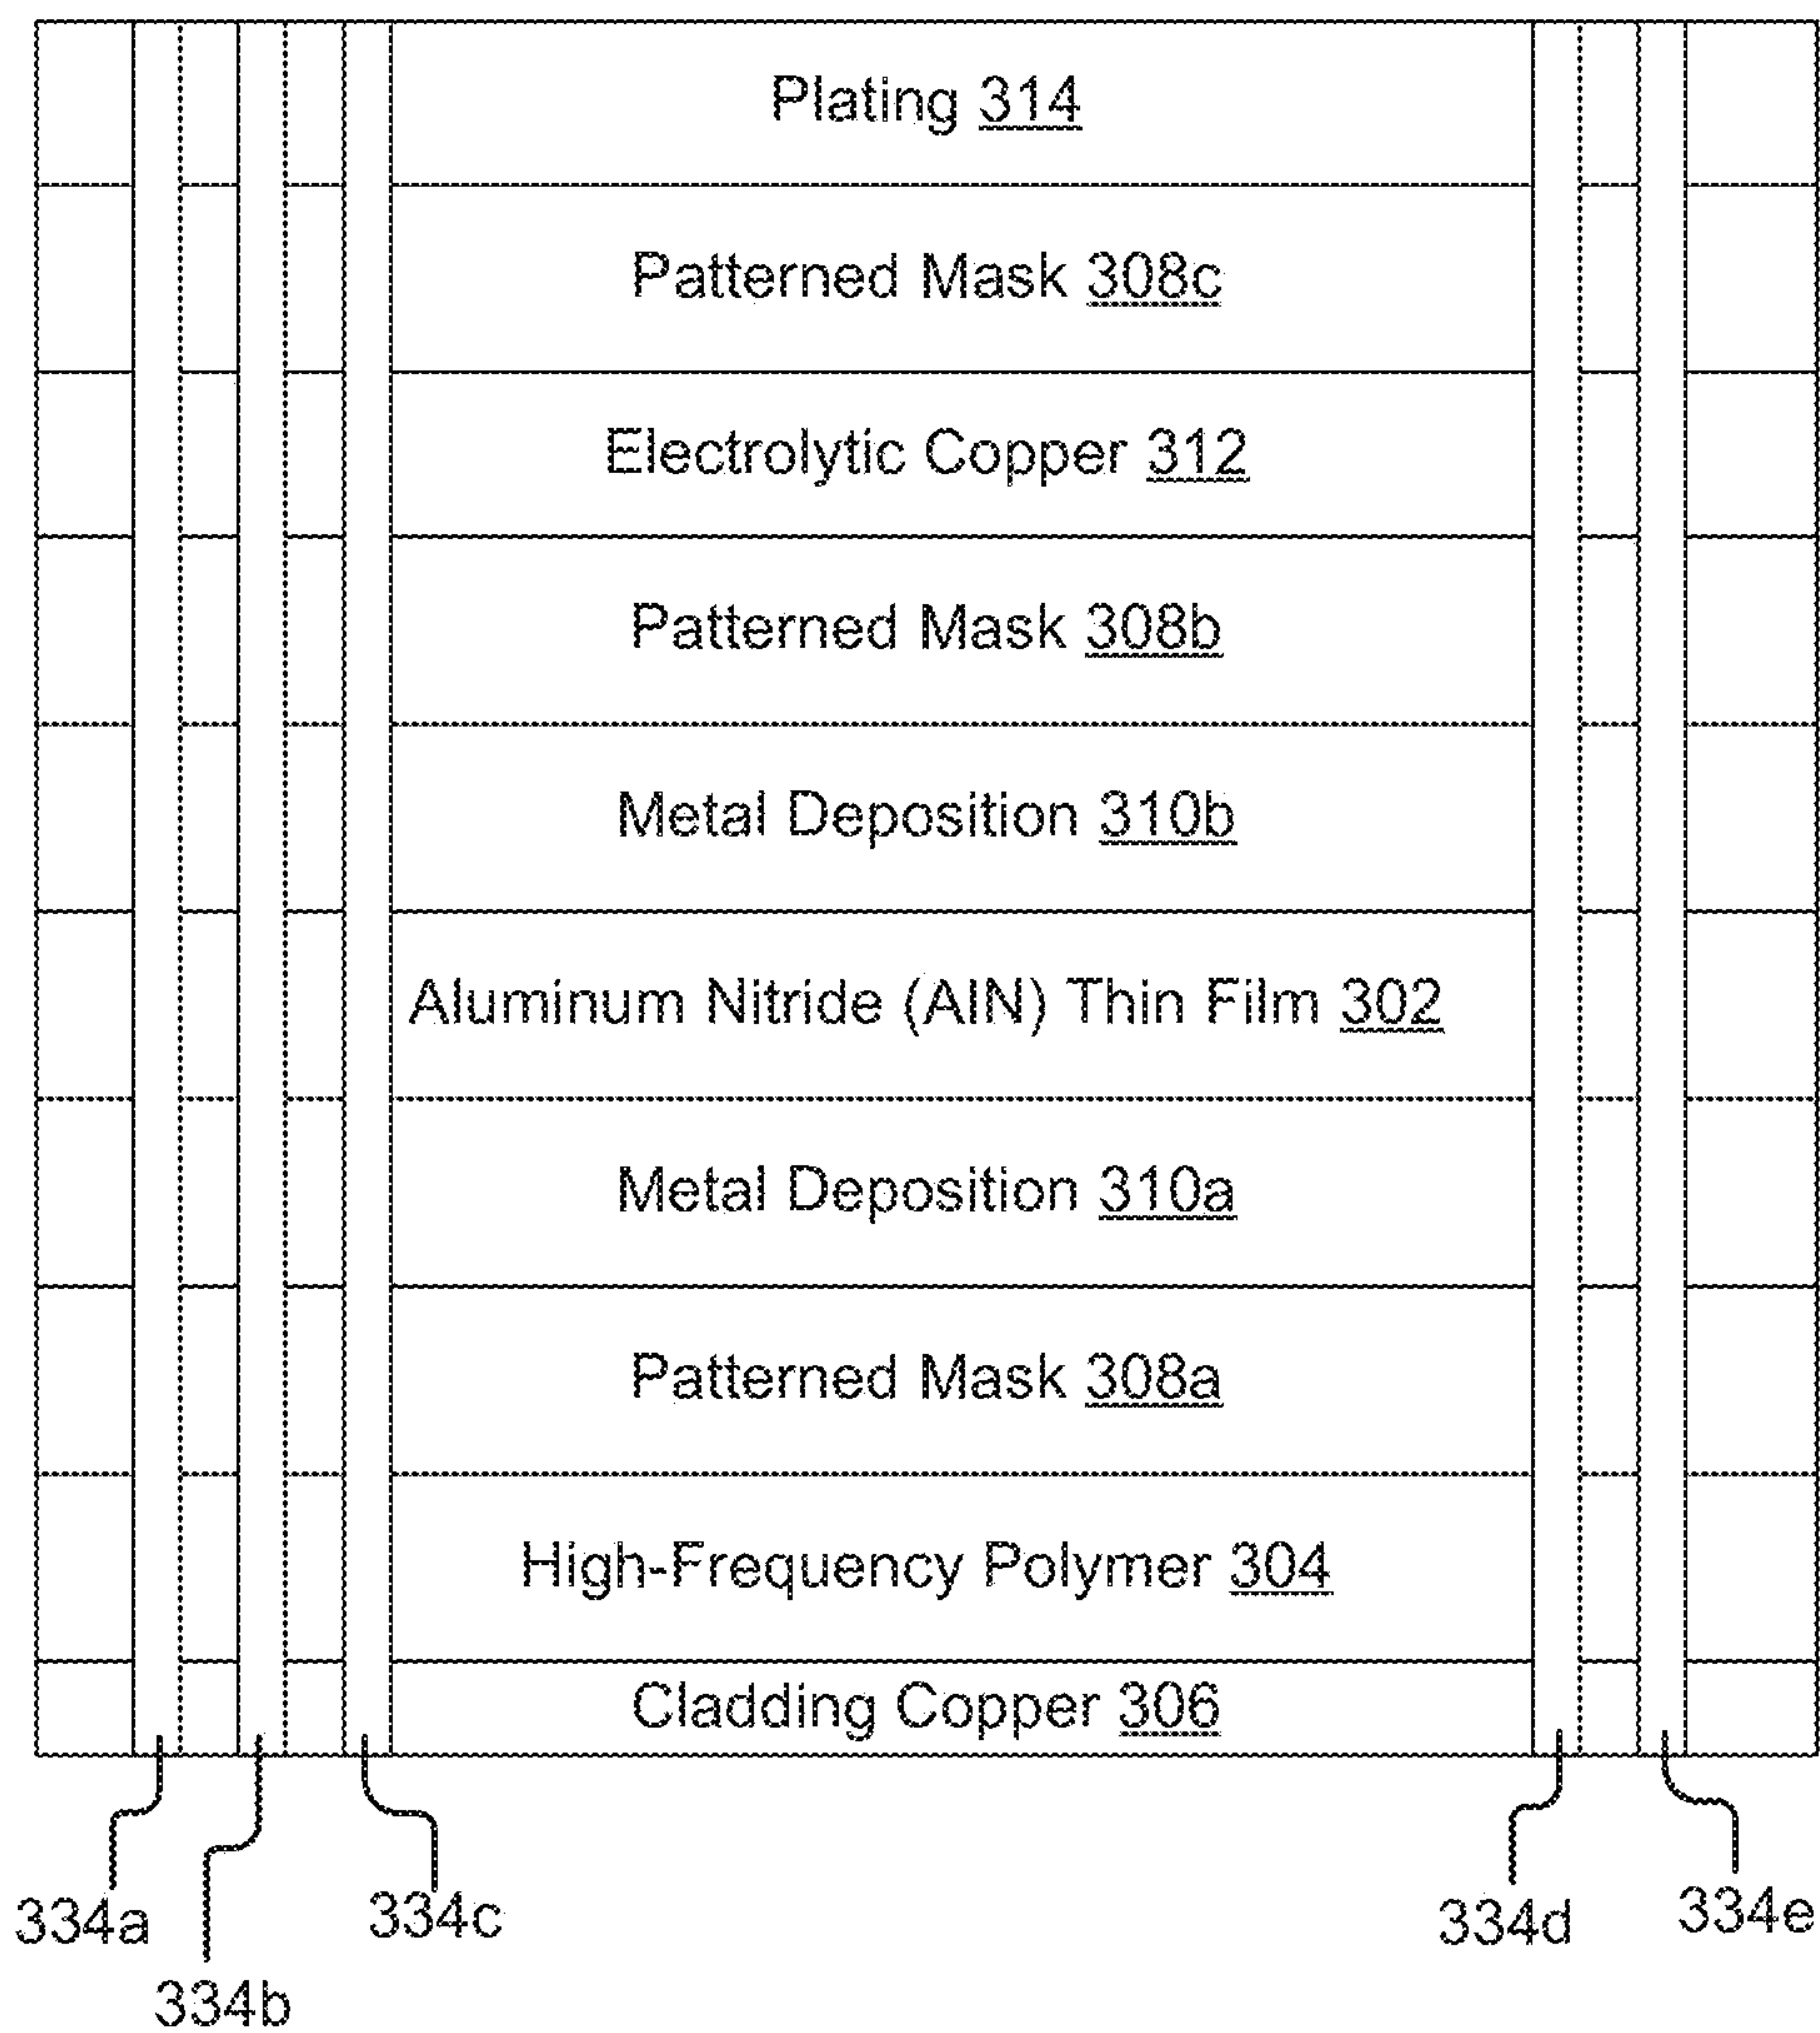 Plating 314
Patterned Mask 308c
Electrolytic Copper 312
Patterned Mask 308b
Metal Deposition 310b
Aluminum Nitride (AlN) Thin Film 302
Metal Deposition 310a
Patterned Mask 308a
High-Frequency Polymer 304
Cladding Copper 306
334a
334b
334c
334d
334e